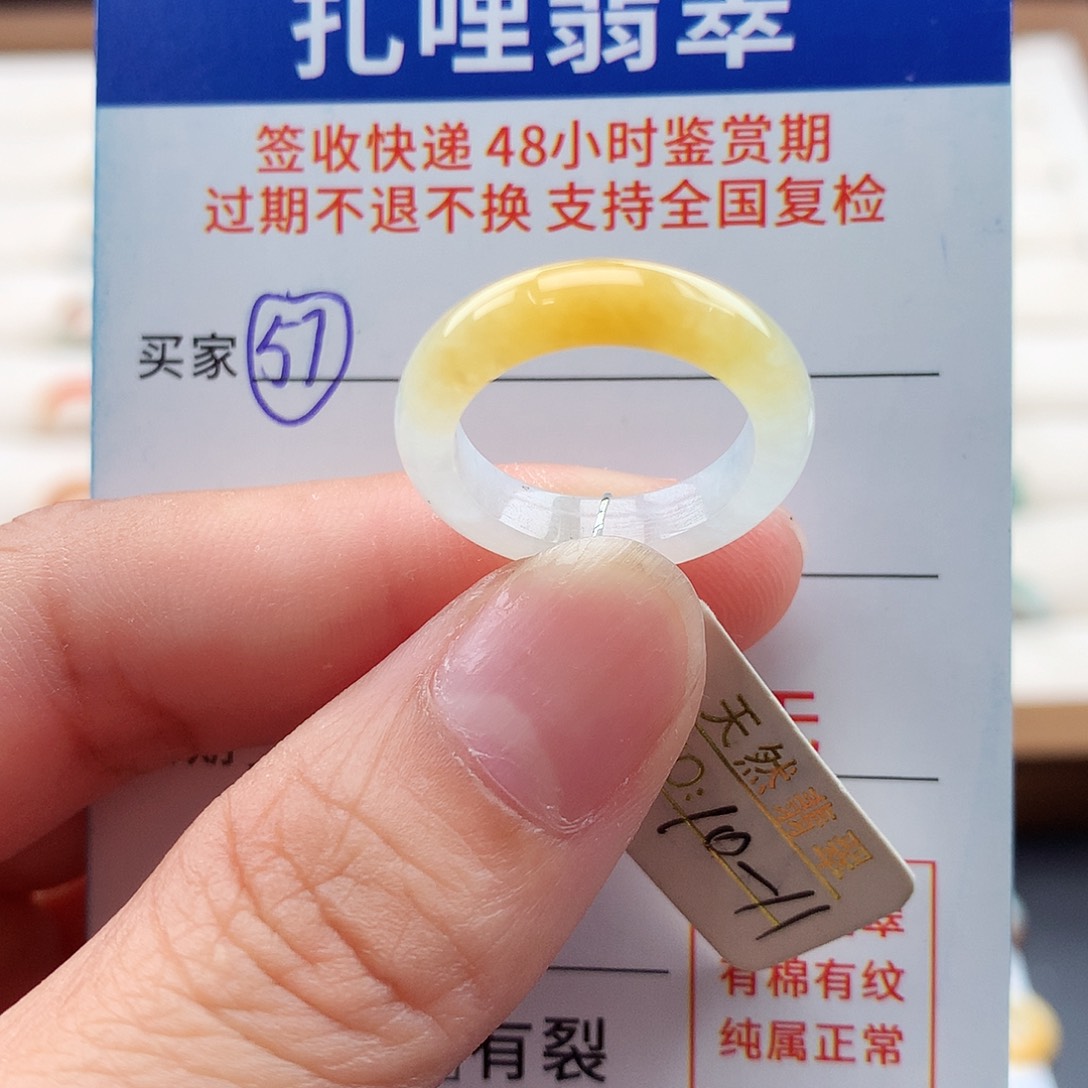 扎哩翡翠
签收快递 48小时鉴赏期
过期不退不换 支持全国复检
买家 57
天然翡翠
有裂
翠
有棉有纹
纯属正常